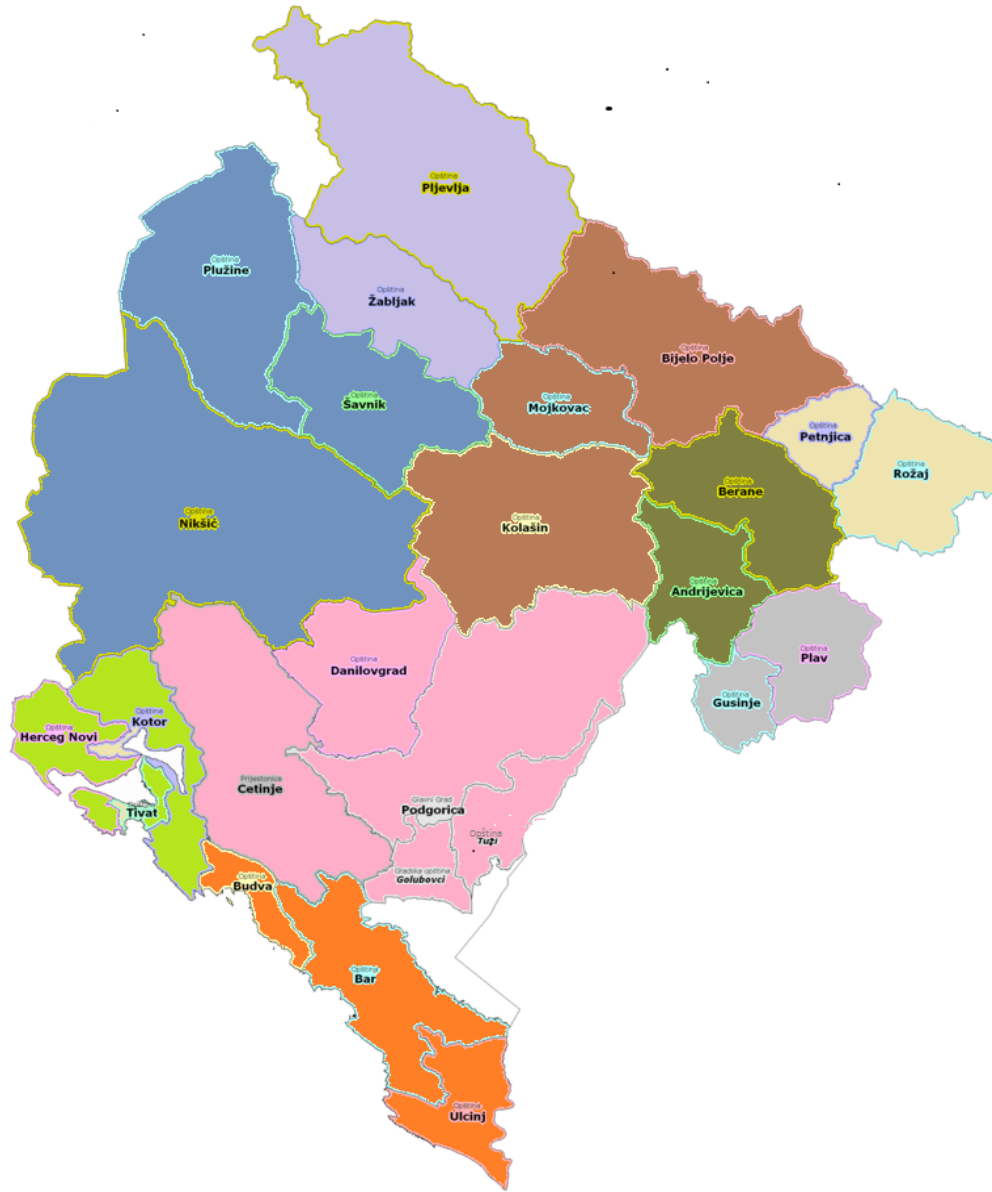 Opština
Pljevlja
Opština
Plužine
Opština
Žabljak
Opština
Bijelo Polje
Opština
Šavnik
Opština
Mojkovac
Opština
Petnjica
Opština
Rožaj
Opština
Berane
Opština
Nikšić
Opština
Kolašin
Opština
Andrijevica
Opština
Danilovgrad
Opština
Plav
Opština
Gusinje
Opština
Kotor
Opština
Herceg Novi
Prijestonica
Cetinje
Glavni Grad
Podgorica
Opština
Tivat
Opština
Tuzi
Gradska opština
Golubovci
Opština
Budva
Opština
Bar
Opština
Ulcinj